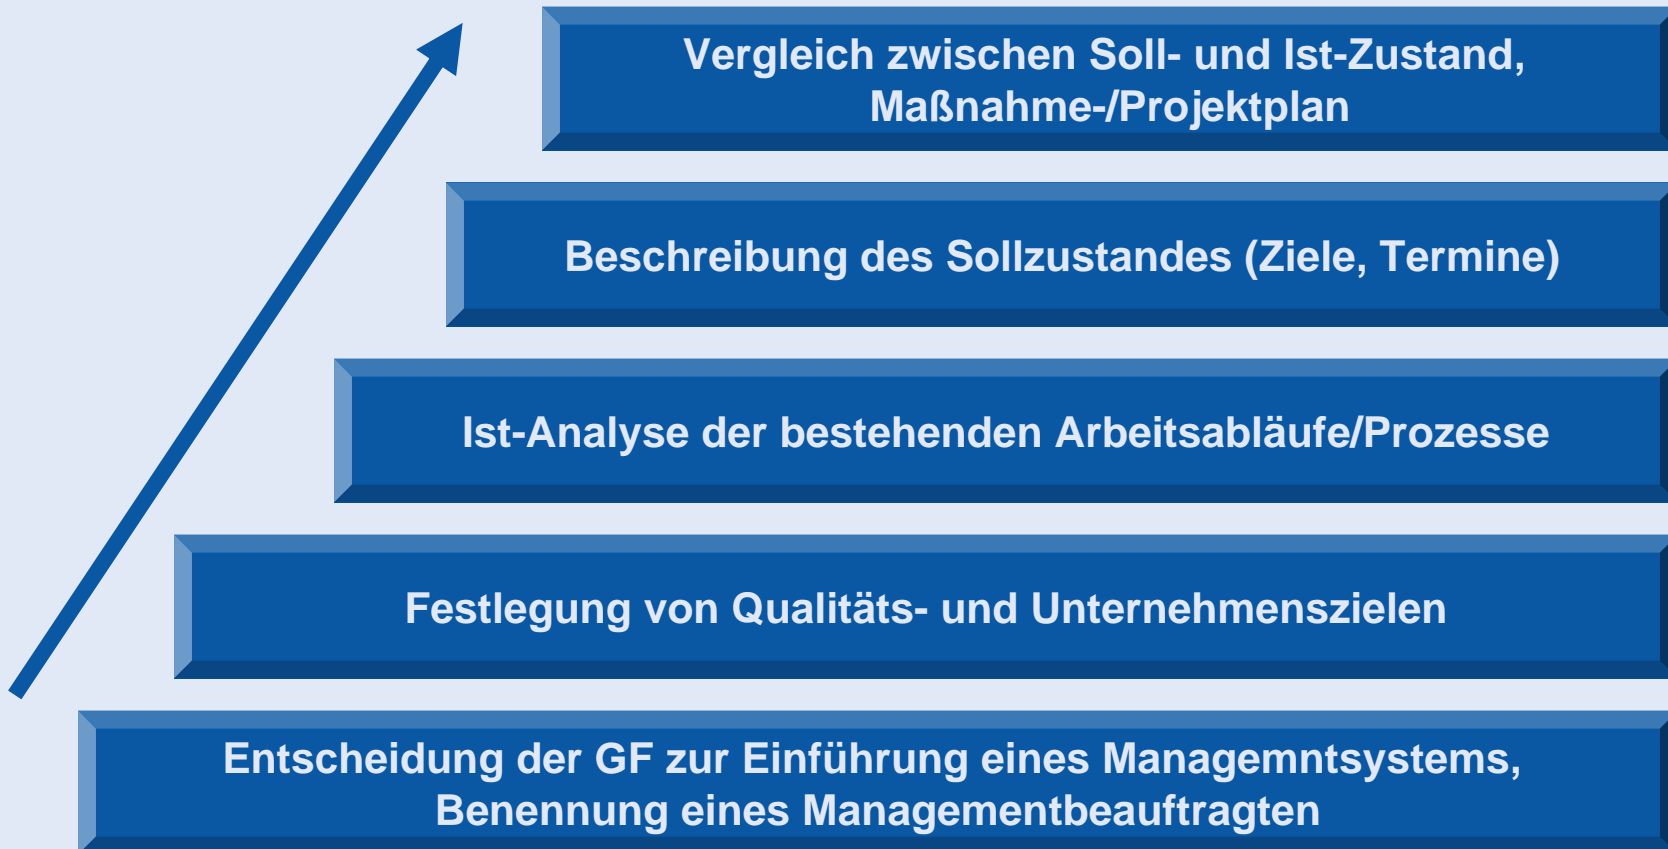 Vergleich zwischen Soll- und Ist-Zustand,
Maßnahme-/Projektplan
Beschreibung des Sollzustandes (Ziele, Termine)
Ist-Analyse der bestehenden Arbeitsabläufe/Prozesse
Festlegung von Qualitäts- und Unternehmenszielen
Entscheidung der GF zur Einführung eines Managemntsystems,
Benennung eines Managementbeauftragten